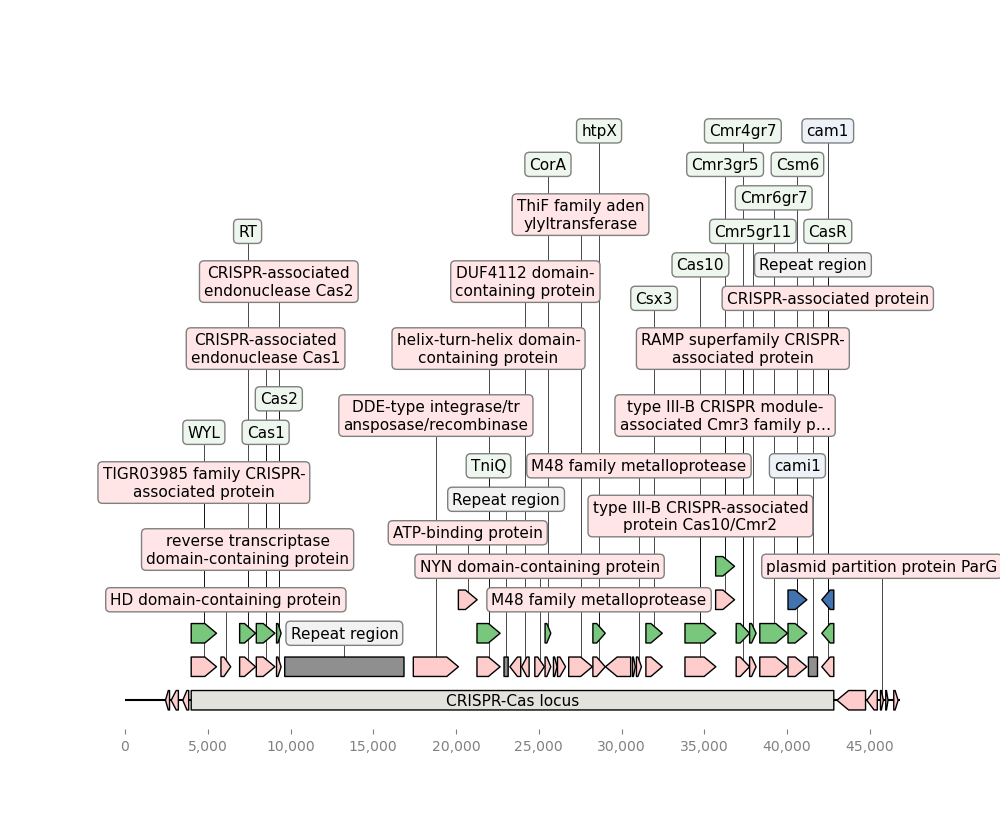 htpX
Cmr4gr7
cam1
CorA
Cmr3gr5
Csm6
Cmr6gr7
ThiF family aden
ylyltransferase
RT
Cmr5gr11
CasR
CRISPR-associated
endonuclease Cas2
DUF4112 domain-
containing protein
Cas10
Repeat region
Csx3
CRISPR-associated protein
CRISPR-associated
endonuclease Cas1
helix-turn-helix domain-
containing protein
RAMP superfamily CRISPR-
associated protein
Cas2
DDE-type integrase/tr
ansposase/recombinase
type III-B CRISPR module-
associated Cmr3 family p...
WYL
Cas1
TIGR03985 family CRISPR-
associated protein
TniQ
M48 family metalloprotease
cami1
Repeat region
type III-B CRISPR-associated
protein Cas10/Cmr2
reverse transcriptase
domain-containing protein
ATP-binding protein
NYN domain-containing protein
plasmid partition protein ParG
HD domain-containing protein
M48 family metalloprotease
Repeat region
CRISPR-Cas locus
0 5,000 10,000 15,000 20,000 25,000 30,000 35,000 40,000 45,000